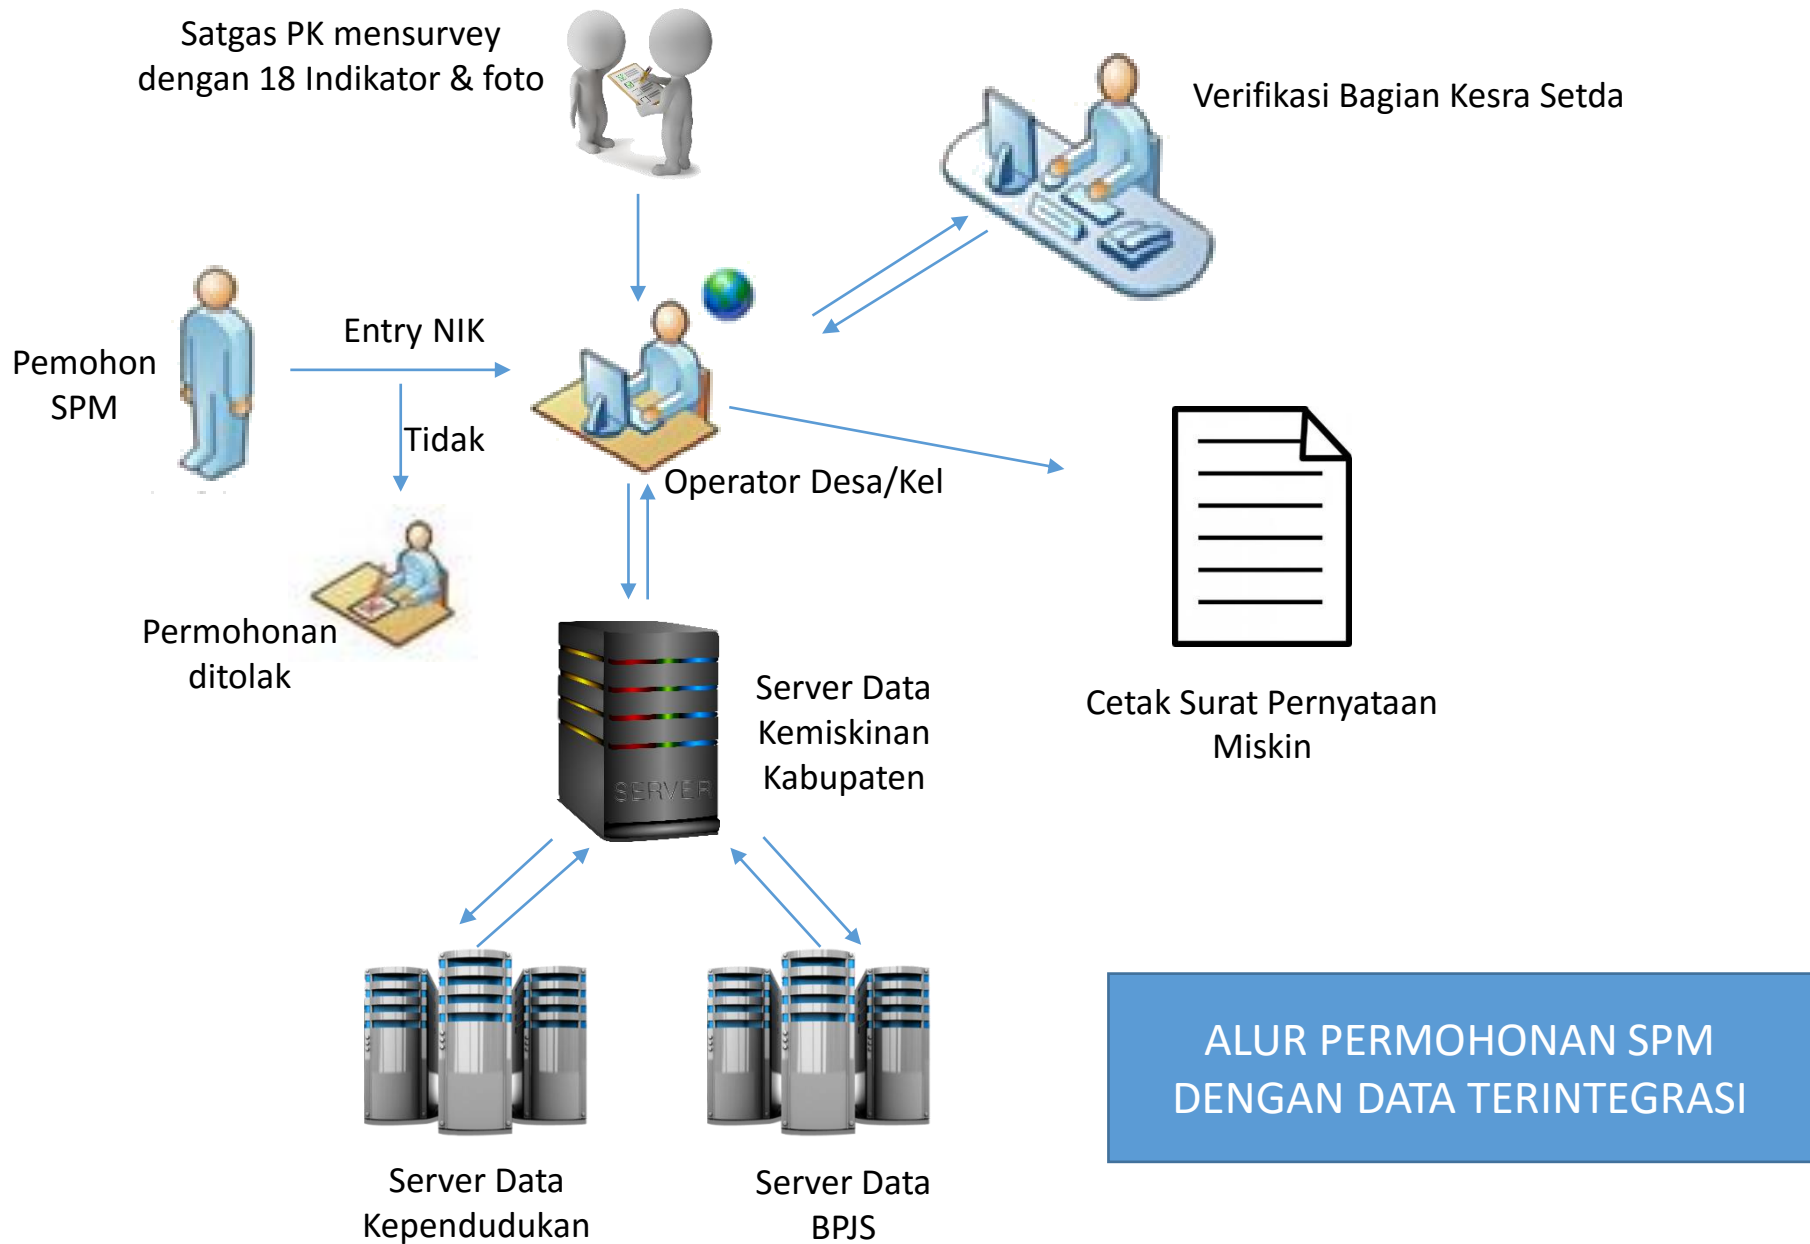 Satgas PK mensurvey
dengan 18 Indikator & foto
Verifikasi Bagian Kesra Setda
Pemohon
SPM
Entry NIK
Tidak
Operator Desa/Kel
Permohonan
ditolak
Server Data
Kemiskinan
Kabupaten
SERVER
Cetak Surat Pernyataan
Miskin
Server Data
Kependudukan
Server Data
BPJS
ALUR PERMOHONAN SPM
DENGAN DATA TERINTEGRASI